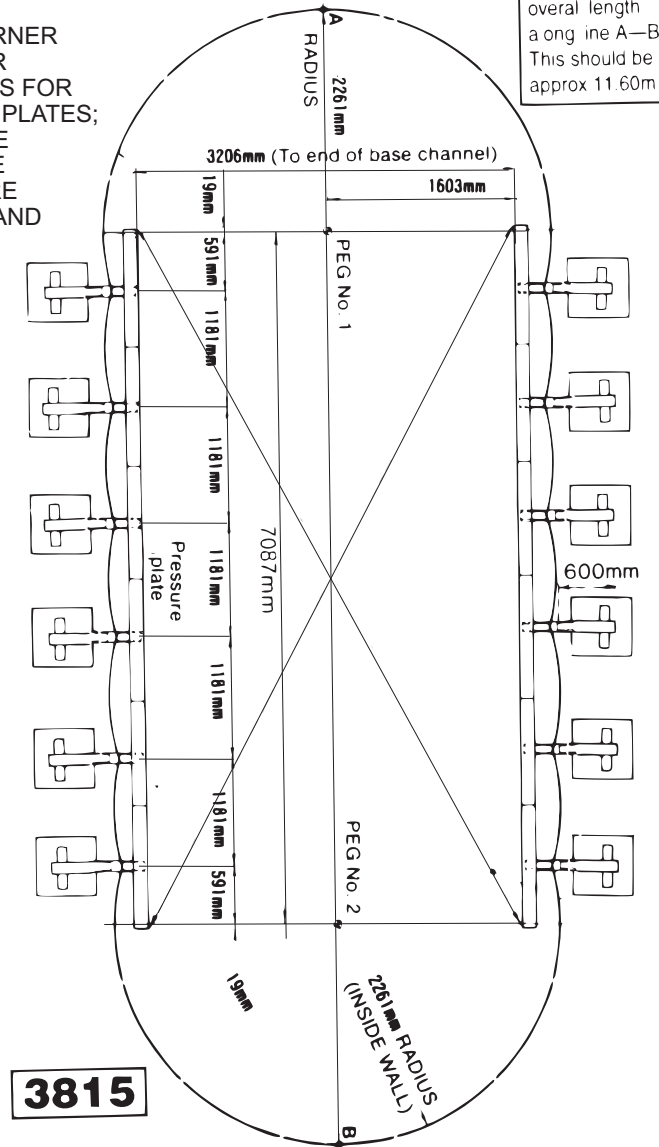 RNER
R
S FOR
PLATES;
E
E
RE
AND
overal length
a ong ine A—B
This should be
approx 11.60m
A
RADIUS
2261mm
3206mm (To end of base channel)
1603mm
19mm
591mm
PEG No. 1
1181mm
1181mm
7087mm
Pressure
plate
1181mm
600mm
1181mm
1181mm
PEG No. 2
591mm
19mm
2261mm RADIUS
(INSIDE WALL)
B
3815